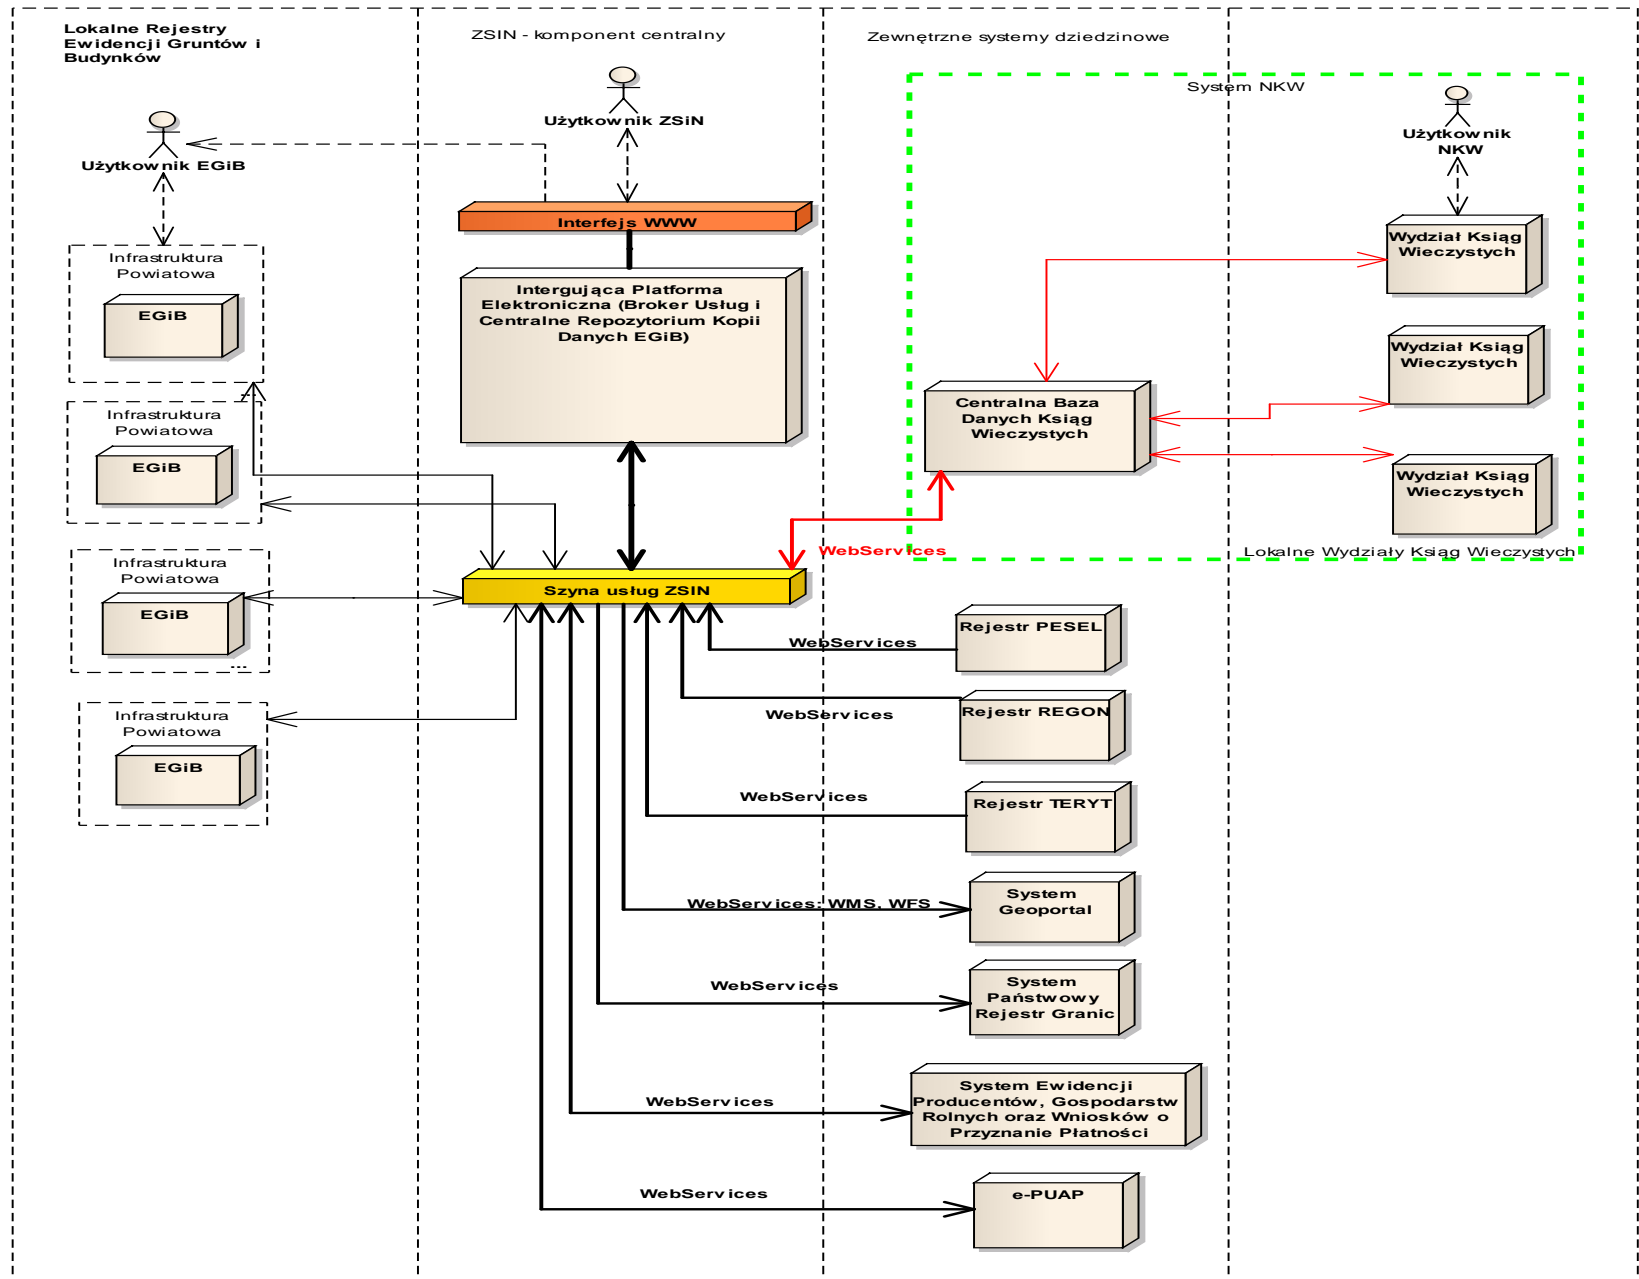 Lokalne Rejestry
Ewidencji Gruntów i
Budynków
Użytkownik EGiB
Infrastruktura
Powiatowa
EGiB
...
Infrastruktura
Powiatowa
EGiB
Infrastruktura
Powiatowa
EGiB
...
Infrastruktura
Powiatowa
EGiB
ZSIN - komponent centralny
Użytkownik ZSiN
Interfejs WWW
Intergująca Platforma
Elektroniczna (Broker Usług i
Centralne Repozytorium Kopii
Danych EGiB)
Szyna usług ZSIN
Zewnętrzne systemy dziedzinowe
System NKW
Użytkownik
NKW
Wydział Ksiąg
Wieczystych
Wydział Ksiąg
Wieczystych
Centralna Baza
Danych Ksiąg
Wieczystych
Wydział Ksiąg
Wieczystych
WebServices
Lokalne Wydziały Ksiąg Wieczystych
WebServices
Rejestr PESEL
WebServices
Rejestr REGON
WebServices
Rejestr TERYT
WebServices: WMS, WFS
System
Geoportal
WebServices
System
Państwowy
Rejestr Granic
WebServices
System Ewidencji
Producentów, Gospodarstw
Rolnych oraz Wniosków o
Przyznanie Płatności
WebServices
e-PUAP